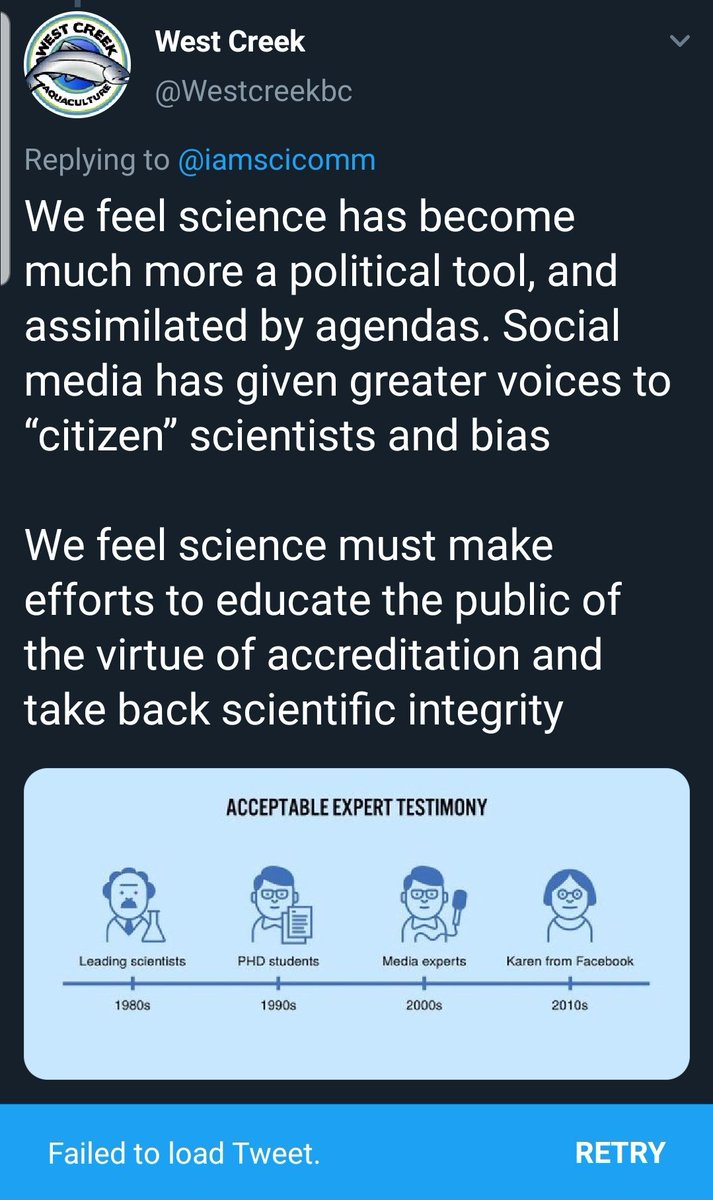 WEST CREEK
AQUACULTURE
West Creek
@Westcreekbc
Replying to @iamscicomm
We feel science has become
much more a political tool, and
assimilated by agendas. Social
media has given greater voices to
“citizen” scientists and bias
We feel science must make
efforts to educate the public of
the virtue of accreditation and
take back scientific integrity
ACCEPTABLE EXPERT TESTIMONY
Leading scientists PHD students Media experts Karen from Facebook
1980s 1990s 2000s 2010s
Failed to load Tweet. RETRY